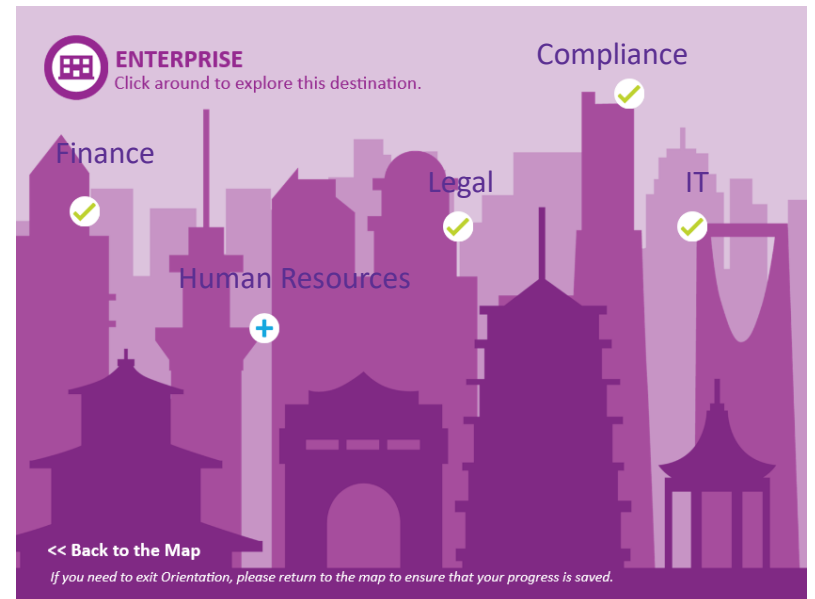 ENTERPRISE
Click around to explore this destination.
Compliance
Finance
Legal
IT
Human Resources
<< Back to the Map
If you need to exit Orientation, please return to the map to ensure that your progress is saved.